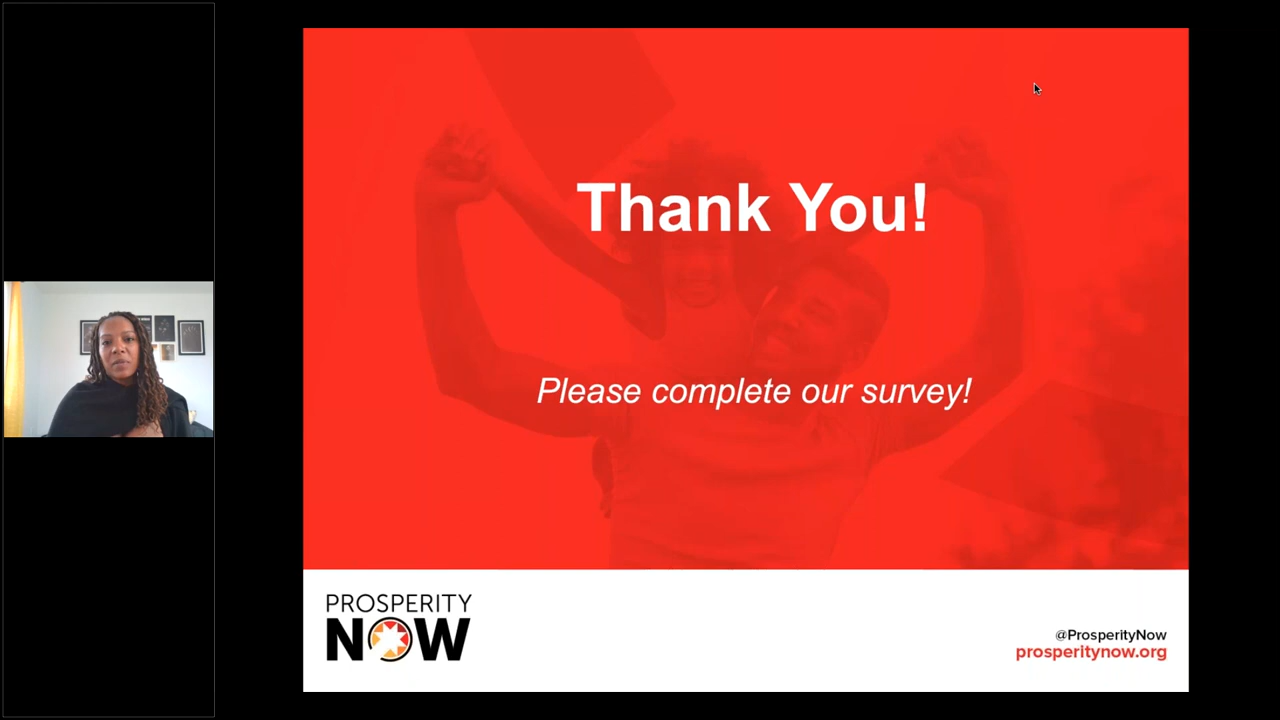 Thank You!
Please complete our survey!
PROSPERITY
NOW
@ProsperityNow
prosperitynow.org